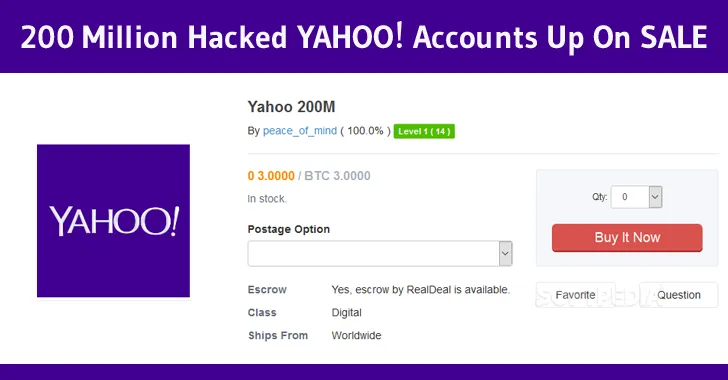 200 Million Hacked YAHOO! Accounts Up On SALE
Yahoo 200M
By peace_of_mind ( 100.0% ) Level 1 ( 14 )
YAHOO!
0 3.0000 / BTC 3.0000
In stock.
Qty: 0
Buy It Now
Postage Option
Escrow Yes, escrow by RealDeal is available.
Class Digital
Ships From Worldwide
Favorite
Question
SOFTPEDIA